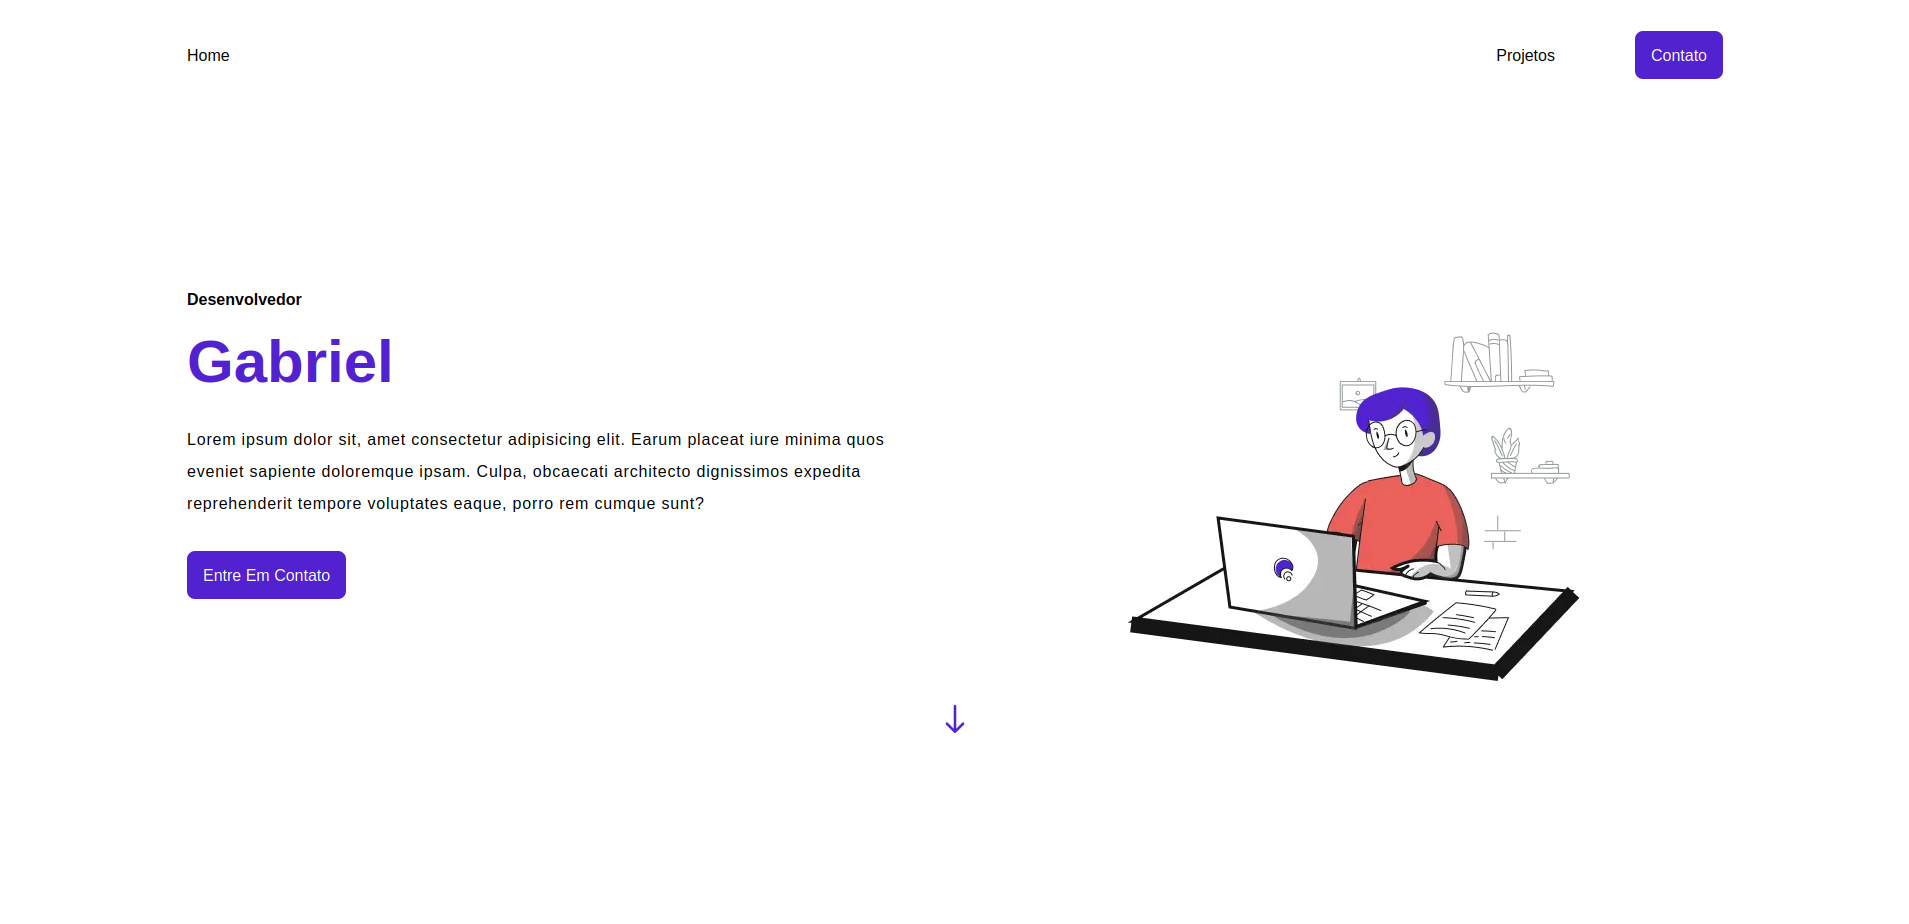 Home
Projetos
Contato
Desenvolvedor
Gabriel
Lorem ipsum dolor sit, amet consectetur adipisicing elit. Earum placeat iure minima quos
eveniet sapiente doloremque ipsam. Culpa, obcaecati architecto dignissimos expedita
reprehenderit tempore voluptates eaque, porro rem cumque sunt?
Entre Em Contato